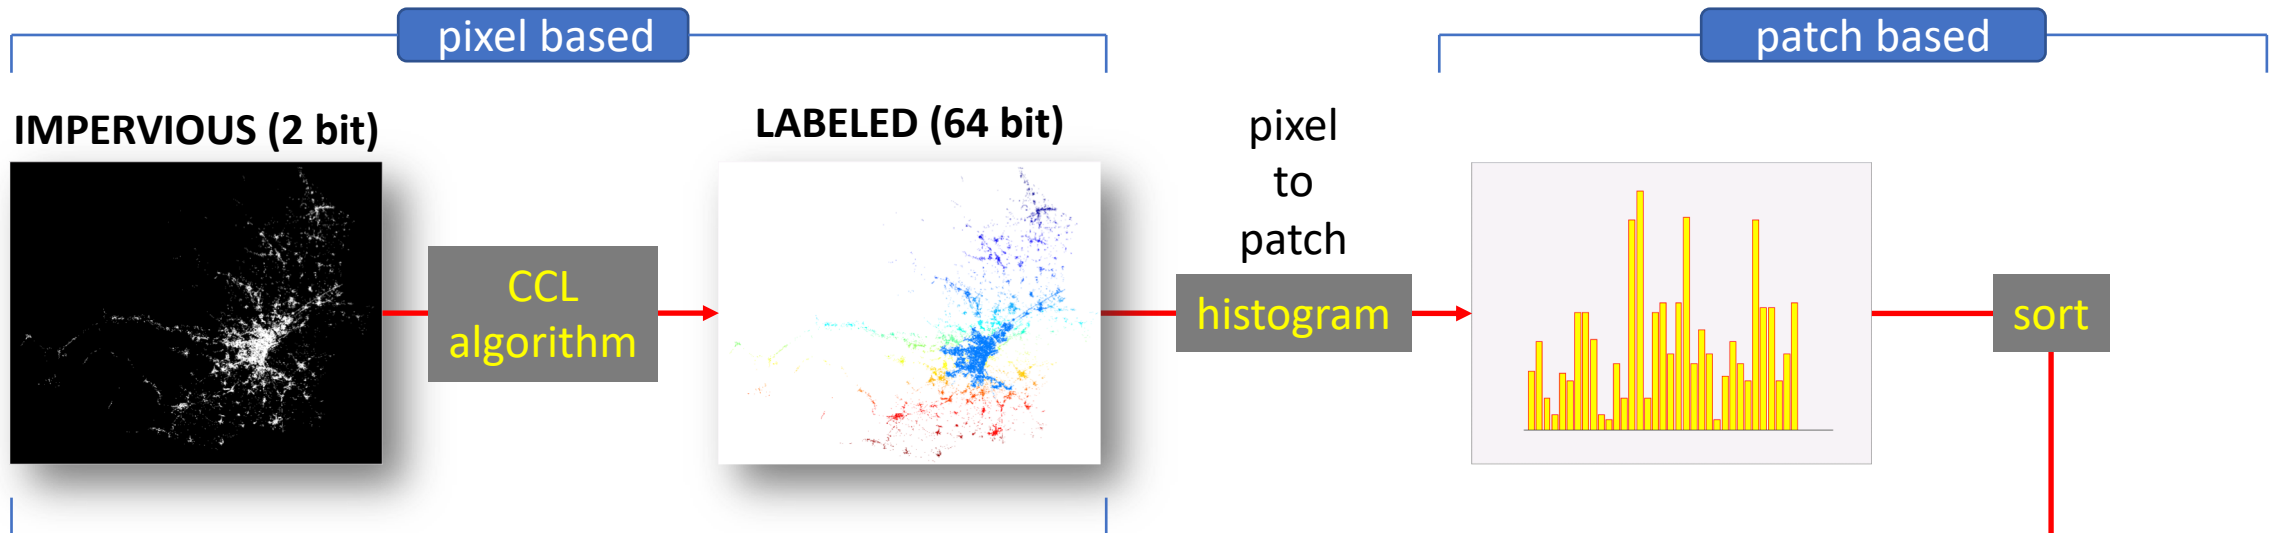 pixel based
patch based
IMPERVIOUS (2 bit)
LABELED (64 bit)
pixel
to
patch
CCL
algorithm
histogram
sort